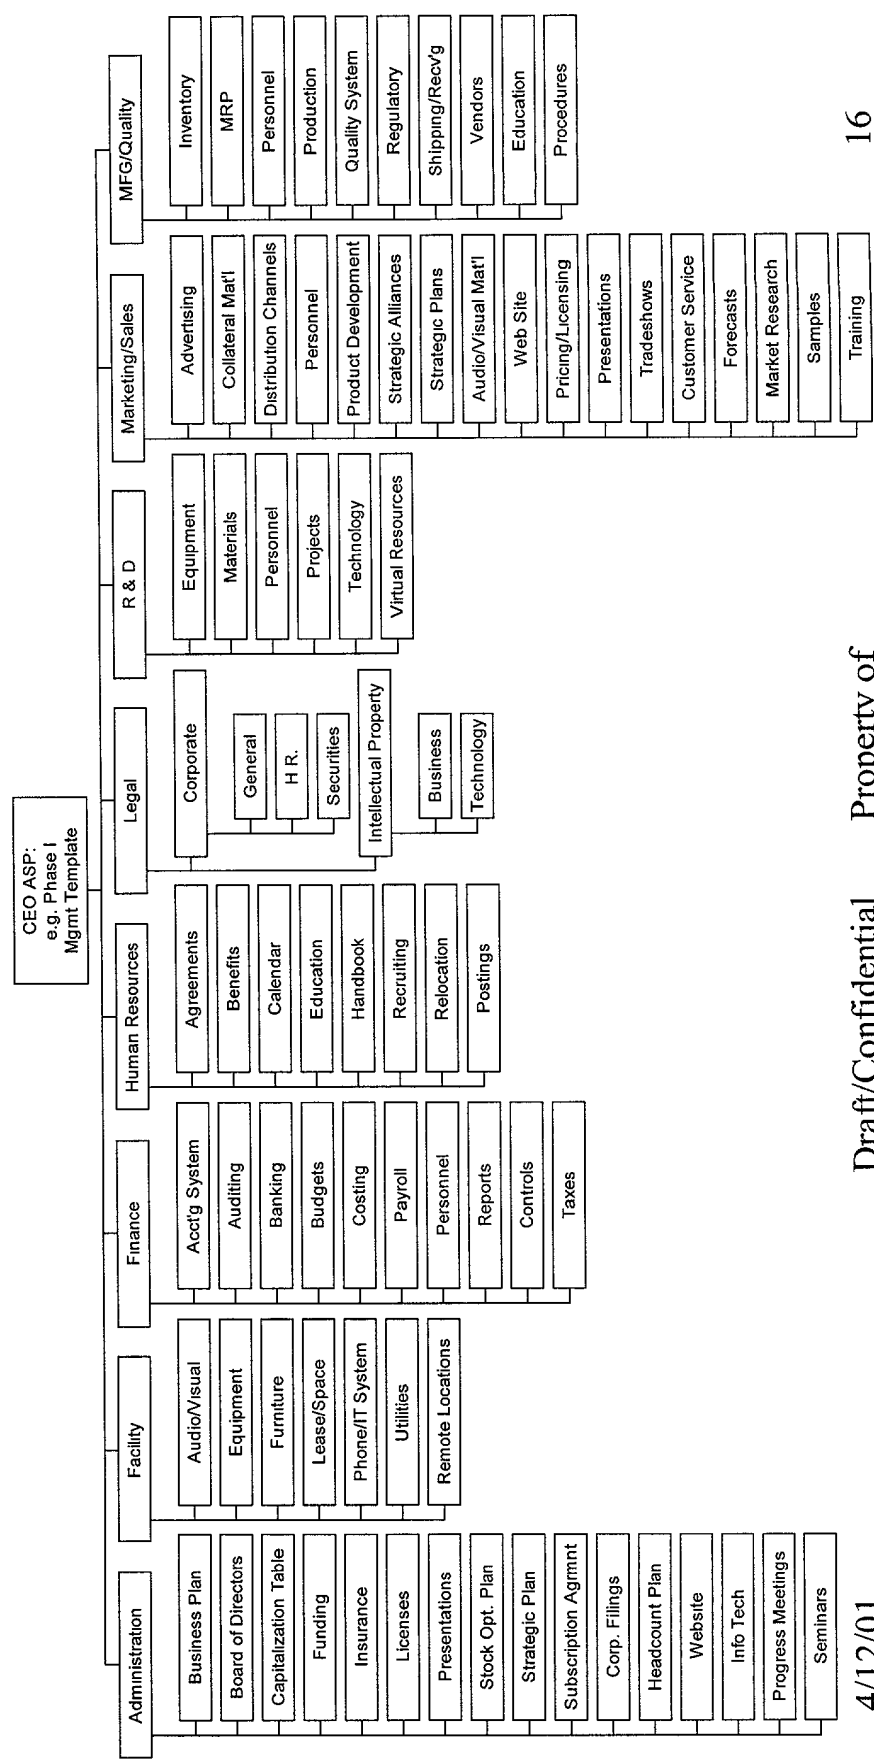 CEO ASP:
e.g. Phase I
Mgmt Template
Administration
Business Plan
Board of Directors
Capitalization Table
Funding
Insurance
Licenses
Presentations
Stock Opt. Plan
Strategic Plan
Subscription Agmnt
Corp. Filings
Headcount Plan
Website
Info Tech
Progress Meetings
Seminars
Facility
Audio/Visual
Equipment
Furniture
Lease/Space
Phone/IT System
Utilities
Remote Locations
Finance
Acct'g System
Auditing
Banking
Budgets
Costing
Payroll
Personnel
Reports
Controls
Taxes
Human Resources
Agreements
Benefits
Calendar
Education
Handbook
Recruiting
Relocation
Postings
Legal
Corporate
General
H R.
Securities
Intellectual Property
Business
Technology
R & D
Equipment
Materials
Personnel
Projects
Technology
Virtual Resources
Marketing/Sales
Advertising
Collateral Mat'l
Distribution Channels
Personnel
Product Development
Strategic Alliances
Strategic Plans
Audio/Visual Mat'l
Web Site
Pricing/Licensing
Presentations
Tradeshows
Customer Service
Forecasts
Market Research
Samples
Training
MFG/Quality
Inventory
MRP
Personnel
Production
Quality System
Regulatory
Shipping/Recv'g
Vendors
Education
Procedures
4/12/01 Draft/Confidential Property of 16